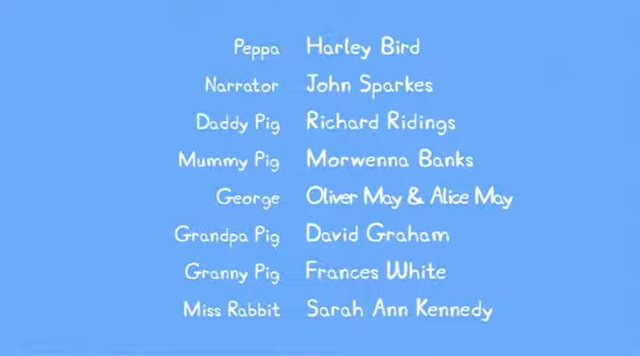 Peppa Harley Bird
Narrator John Sparkes
Daddy Pig Richard Ridings
Mummy Pig Morwenna Banks
George Oliver May & Alice May
Grandpa Pig David Graham
Granny Pig Frances White
Miss Rabbit Sarah Ann Kennedy